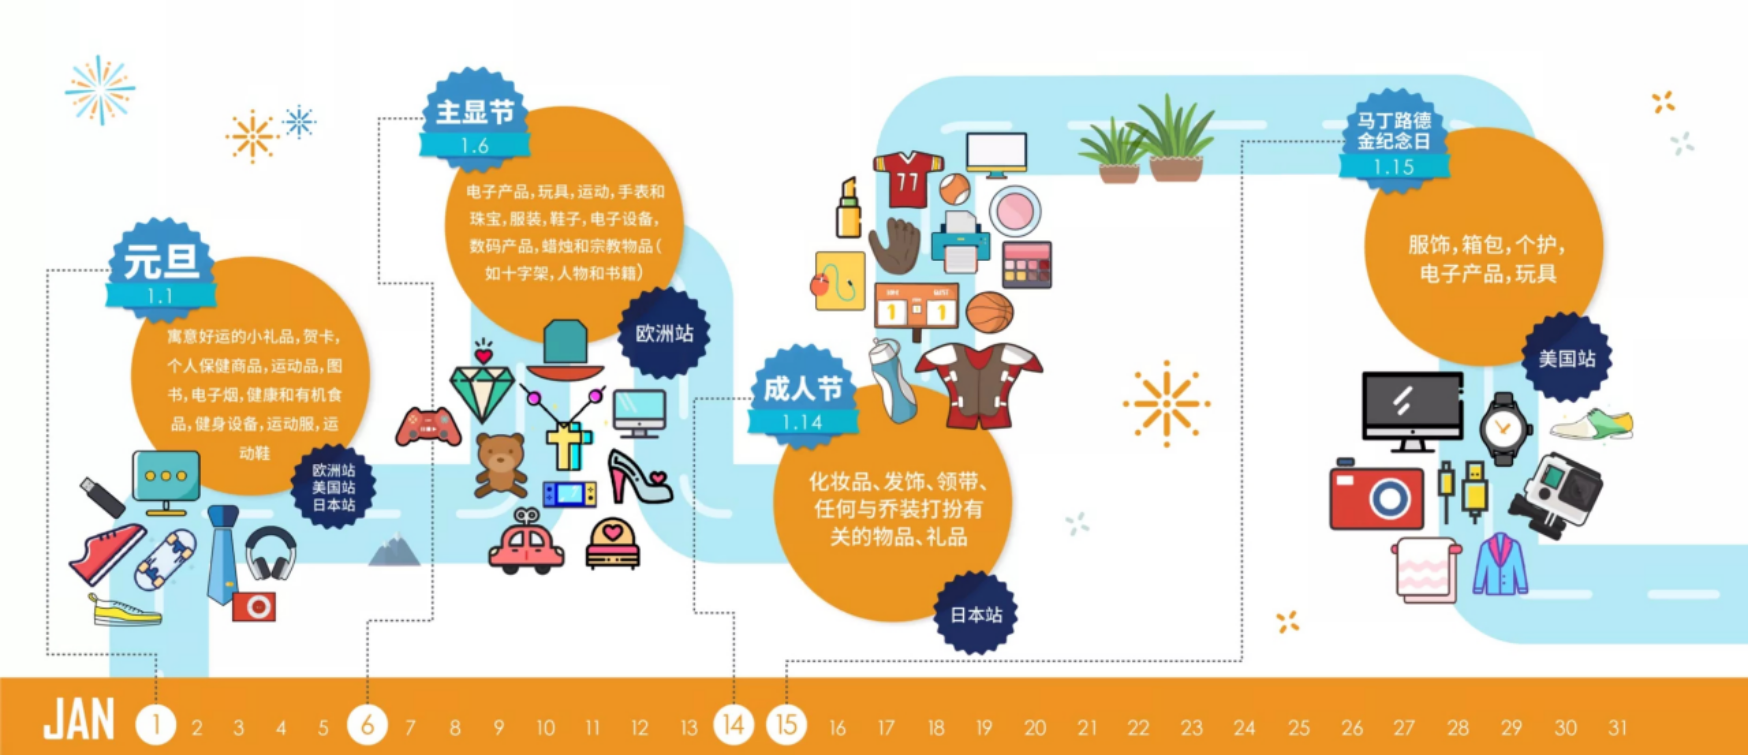 元旦
1.1
寓意好运的小礼品,贺卡,
个人保健商品,运动品,图
书,电子烟,健康和有机食
品,健身设备,运动服,运
动鞋
欧洲站
美国站
日本站
主显节
1.6
电子产品,玩具,运动,手表和
珠宝,服装,鞋子,电子设备,
数码产品,蜡烛和宗教物品(
如十字架,人物和书籍)
欧洲站
成人节
1.14
化妆品、发饰、领带、
任何与乔装打扮有
关的物品、礼品
日本站
77
1
1
马丁路德
金纪念日
1.15
服饰,箱包,个护,
电子产品,玩具
美国站
JAN 1 2 3 4 5 6 7 8 9 10 11 12 13 14 15 16 17 18 19 20 21 22 23 24 25 26 27 28 29 30 31